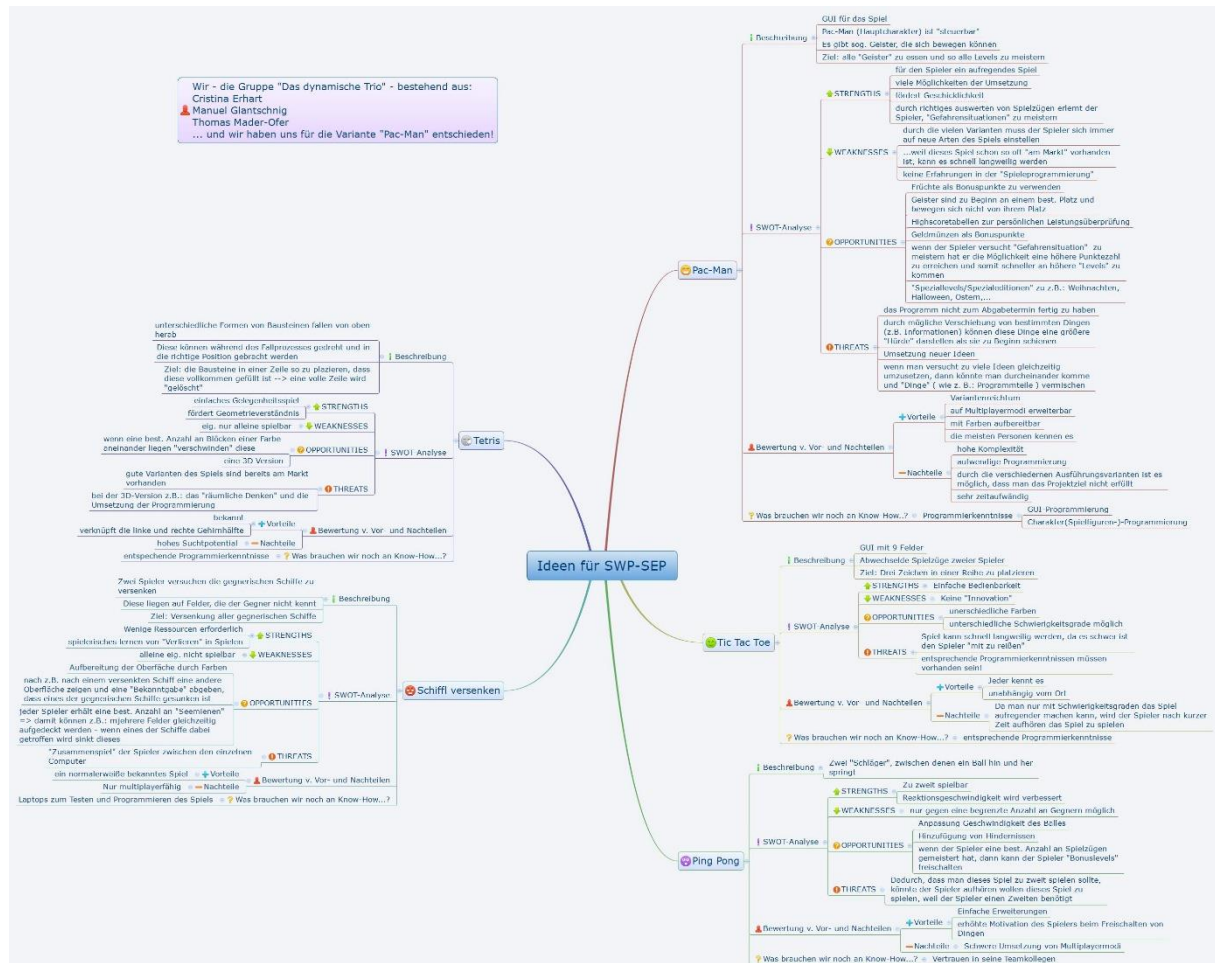 Wir - die Gruppe "Das dynamische Trio" - bestehend aus:
Cristina Erhart
Manuel Glantschnig
Thomas Mader-Ofer
... und wir haben uns für die Variante "Pac-Man" entschieden!
Ideen für SWP-SEP
Pac-Man
Beschreibung
GUI für das Spiel
Pac-Man (Hauptcharakter) ist "steuerbar"
Es gibt sog. Geister, die sich bewegen können
Ziel: alle "Geister" zu essen und so alle Levels zu meistern
SWOT-Analyse
STRENGTHS
für den Spieler ein aufregendes Spiel
viele Möglichkeiten der Umsetzung
fördert Geschicklichkeit
durch richtiges auswerten von Spielzügen erlernt der
Spieler, "Gefahrensituationen" zu meistern
WEAKNESSES
durch die vielen Varianten muss der Spieler sich immer
auf neue Arten des Spiels einstellen
...weil dieses Spiel schon so oft "am Markt" vorhanden
ist, kann es schnell langweilig werden
keine Erfahrungen in der "Spieleprogrammierung"
OPPORTUNITIES
Früchte als Bonuspunkte zu verwenden
Geister sind zu Beginn an einem best. Platz und
bewegen sich nicht von ihrem Platz
Highscoretabellen zur persönlichen Leistungsüberprüfung
Geldmünzen als Bonuspunkte
wenn der Spieler versucht "Gefahrensituation" zu
meistern hat er die Möglichkeit eine höhere Punktezahl
zu erreichen und somit schneller an höhere "Levels" zu
kommen
"Speziallevels/Spezialeditionen" zu z.B.: Weihnachten,
Halloween, Ostern,...
THREATS
das Programm nicht zum Abgabetermin fertig zu haben
durch mögliche Verschiebung von bestimmten Dingen
(z.B. Informationen) können diese Dinge eine größere
"Hürde" darstellen als sie zu Beginn schienen
Umsetzung neuer Ideen
wenn man versucht zu viele Ideen gleichzeitig
umzusetzen, dann könnte man durcheinander komme
und "Dinge" ( wie z. B.: Programmteile ) vermischen
Bewertung v. Vor- und Nachteilen
Vorteile
Variantenreichtum
auf Multiplayermodi erweiterbar
mit Farben aufbereitbar
die meisten Personen kennen es
Nachteile
hohe Komplexität
aufwendige Programmierung
durch die verschiedernen Ausführungsvarianten ist es
möglich, dass man das Projektziel nicht erfüllt
sehr zeitaufwändig
Was brauchen wir noch an Know-How...?
Programmierkenntnisse
GUI-Programmierung
Charakter(Spielfiguren-)-Programmierung
Tic Tac Toe
Beschreibung
GUI mit 9 Felder
Abwechselde Spielzüge zweier Spieler
Ziel: Drei Zeichen in einer Reihe zu platzieren
SWOT-Analyse
STRENGTHS
Einfache Bedienbarkeit
WEAKNESSES
Keine "Innovation"
OPPORTUNITIES
unerschiedliche Farben
unterschiedliche Schwierigkeitsgrade möglich
THREATS
Spiel kann schnell langweilig werden, da es schwer ist
den Spieler "mit zu reißen"
entsprechende Programmierkenntnissen müssen
vorhanden sein!
Bewertung v. Vor- und Nachteilen
Vorteile
Jeder kennt es
unabhängig vom Ort
Nachteile
Da man nur mit Schwierigkeitsgraden das Spiel
aufregender machen kann, wird der Spieler nach kurzer
Zeit aufhören das Spiel zu spielen
Was brauchen wir noch an Know-How...?
entsprechende Programmierkenntnisse
Ping Pong
Beschreibung
Zwei "Schläger", zwischen denen ein Ball hin und her
springt
SWOT-Analyse
STRENGTHS
Zu zweit spielbar
Reaktionsgeschwindigkeit wird verbessert
WEAKNESSES
nur gegen eine begrenzte Anzahl an Gegnern möglich
OPPORTUNITIES
Anpassung Geschwindigkeit des Balles
Hinzufügung von Hindernissen
wenn der Spieler eine best. Anzahl an Spielzügen
gemeistert hat, dann kann der Spieler "Bonuslevels"
freischalten
THREATS
Dadurch, dass man dieses Spiel zu zweit spielen sollte,
könnte der Spieler aufhören wollen dieses Spiel zu
spielen, weil der Spieler einen Zweiten benötigt
Bewertung v. Vor- und Nachteilen
Vorteile
Einfache Erweiterungen
erhöhte Motivation des Spielers beim Freischalten von
Dingen
Nachteile
Schwere Umsetzung von Multiplayermodi
Was brauchen wir noch an Know-How...?
Vertrauen in seine Teamkollegen
Tetris
Beschreibung
unterschiedliche Formen von Bausteinen fallen von oben
herab
Diese können während des Fallprozesses gedreht und in
die richtige Position gebracht werden
Ziel: die Bausteine in einer Zeile so zu plazieren, dass
diese vollkommen gefüllt ist --> eine volle Zeile wird
"gelöscht"
SWOT Analyse
STRENGTHS
einfaches Gelegenheitsspiel
fördert Geometrieverständnis
WEAKNESSES
eig. nur alleine spielbar
OPPORTUNITIES
wenn eine best. Anzahl an Blöcken einer Farbe
aneinander liegen "verschwinden" diese
eine 3D Version
THREATS
gute Varianten des Spiels sind bereits am Markt
vorhanden
bei der 3D-Version z.B.: das "räumliche Denken" und die
Umsetzung der Programmierung
Bewertung v. Vor- und Nachteilen
Vorteile
bekannt
verknüpft die linke und rechte Gehirnhälfte
Nachteile
hohes Suchtpotential
Was brauchen wir noch an Know-How...?
entspechende Programmierkenntnisse
Schiffl versenken
Beschreibung
Zwei Spieler versuchen die gegnerischen Schiffe zu
versenken
Diese liegen auf Felder, die der Gegner nicht kennt
Ziel: Versenkung aller gegnerischen Schiffe
SWOT-Analyse
STRENGTHS
Wenige Ressourcen erforderlich
spielerisches lernen von "Verlieren" in Spielen
WEAKNESSES
alleine eig. nicht spielbar
OPPORTUNITIES
Aufbereitung der Oberfäche durch Farben
nach z.B. nach einem versenkten Schiff eine andere
Oberfläche zeigen und eine "Bekanntgabe" abgeben,
dass eines der gegnerischen Schiffe gesunken ist
jeder Spieler erhält eine best. Anzahl an "Seemienen"
=> damit können z.B.: mjehrere Felder gleichzeitig
aufgedeckt werden - wenn eines der Schiffe dabei
getroffen wird sinkt dieses
THREATS
"Zusammenspiel" der Spieler zwischen den einzelnen
Computer
Bewertung v. Vor- und Nachteilen
Vorteile
ein normalerweiße bekanntes Spiel
Nachteile
Nur multiplayerfähig
Was brauchen wir noch an Know-How...?
Laptops zum Testen und Programmieren des Spiels